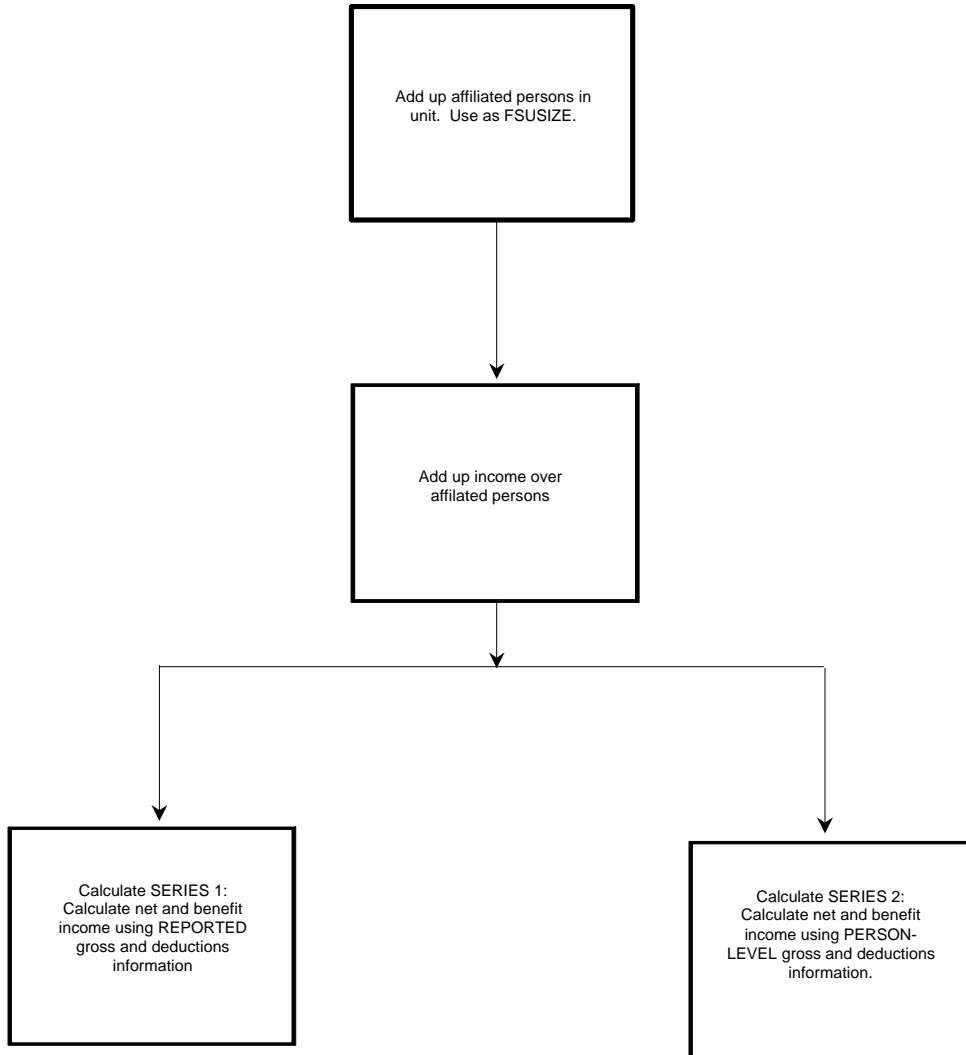 Add up affiliated persons in
unit.  Use as FSUSIZE.
Add up income over
affilated persons
Calculate SERIES 1:
Calculate net and benefit
income using REPORTED
gross and deductions
information
Calculate SERIES 2:
Calculate net and benefit
income using PERSON-
LEVEL gross and deductions
information.